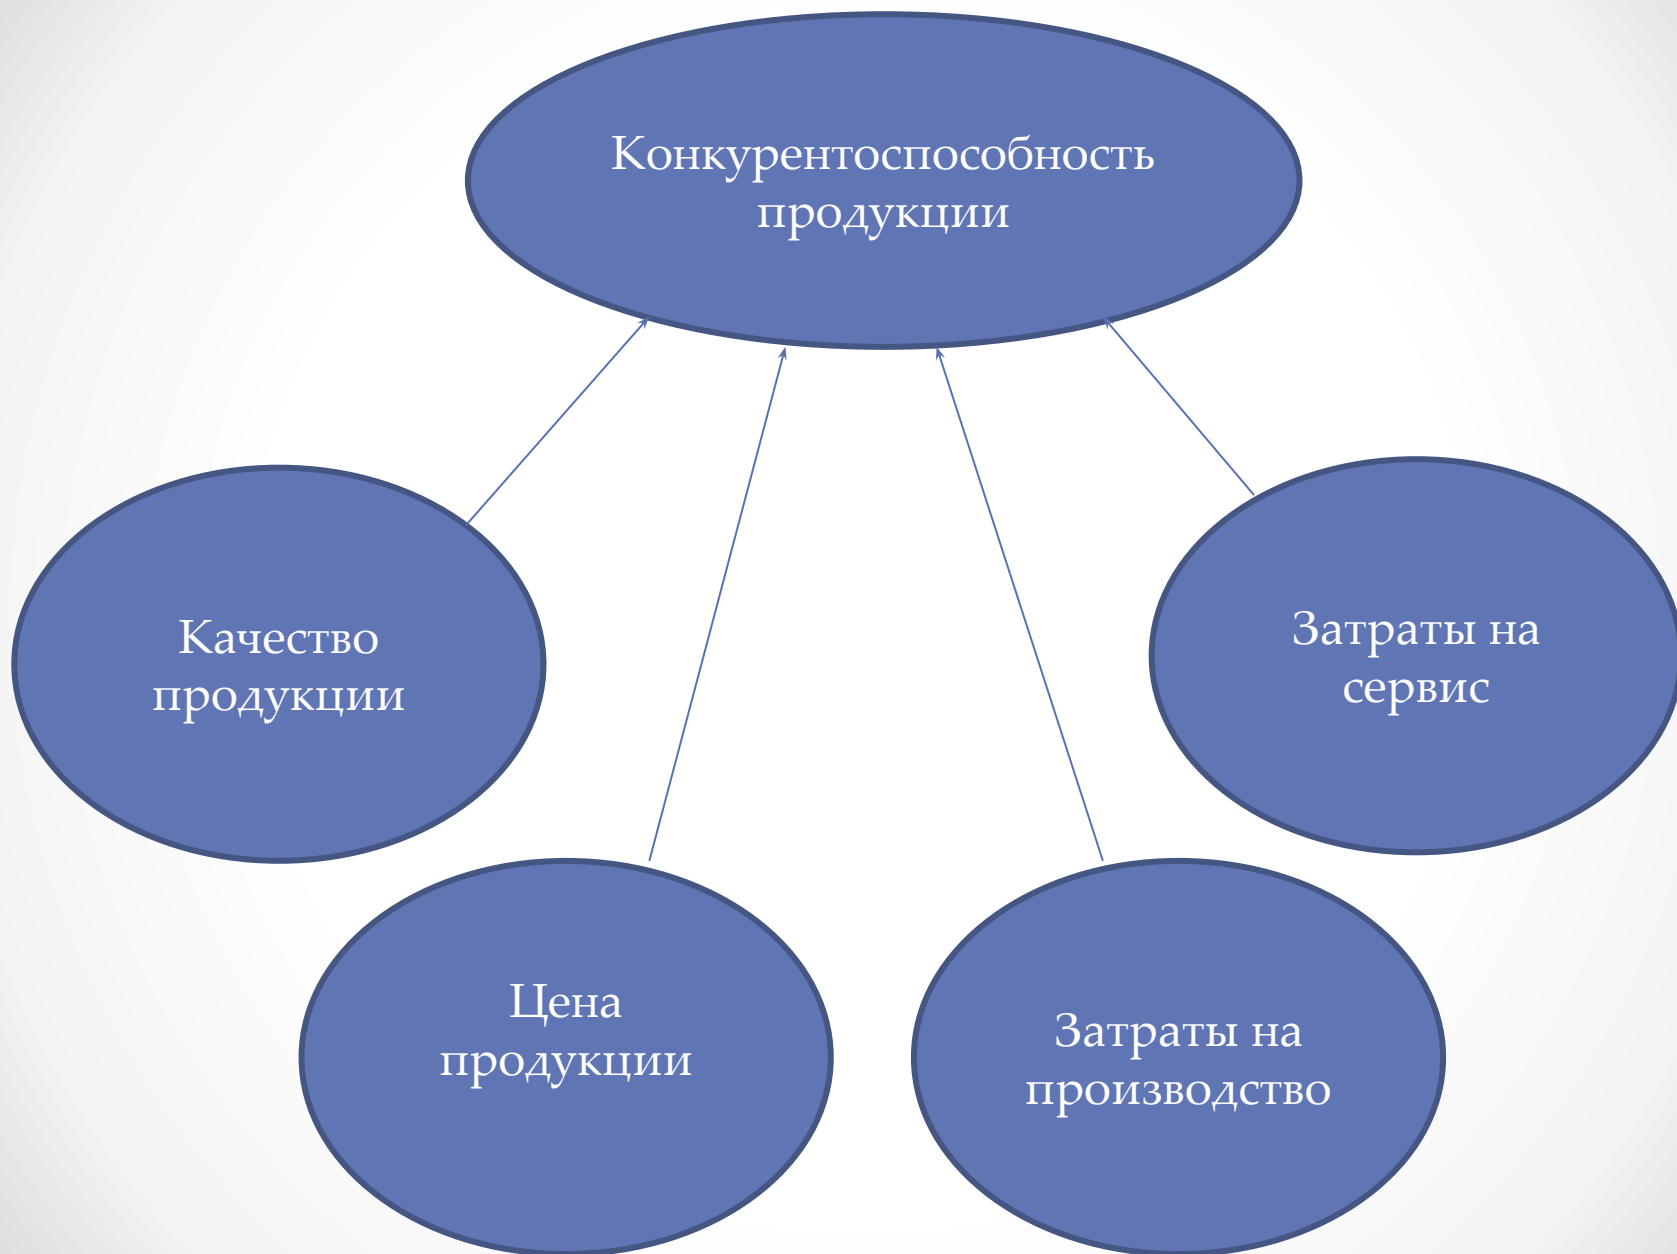 Конкурентоспособность
продукции
Качество
продукции
Затраты на
сервис
Цена
продукции
Затраты на
производство